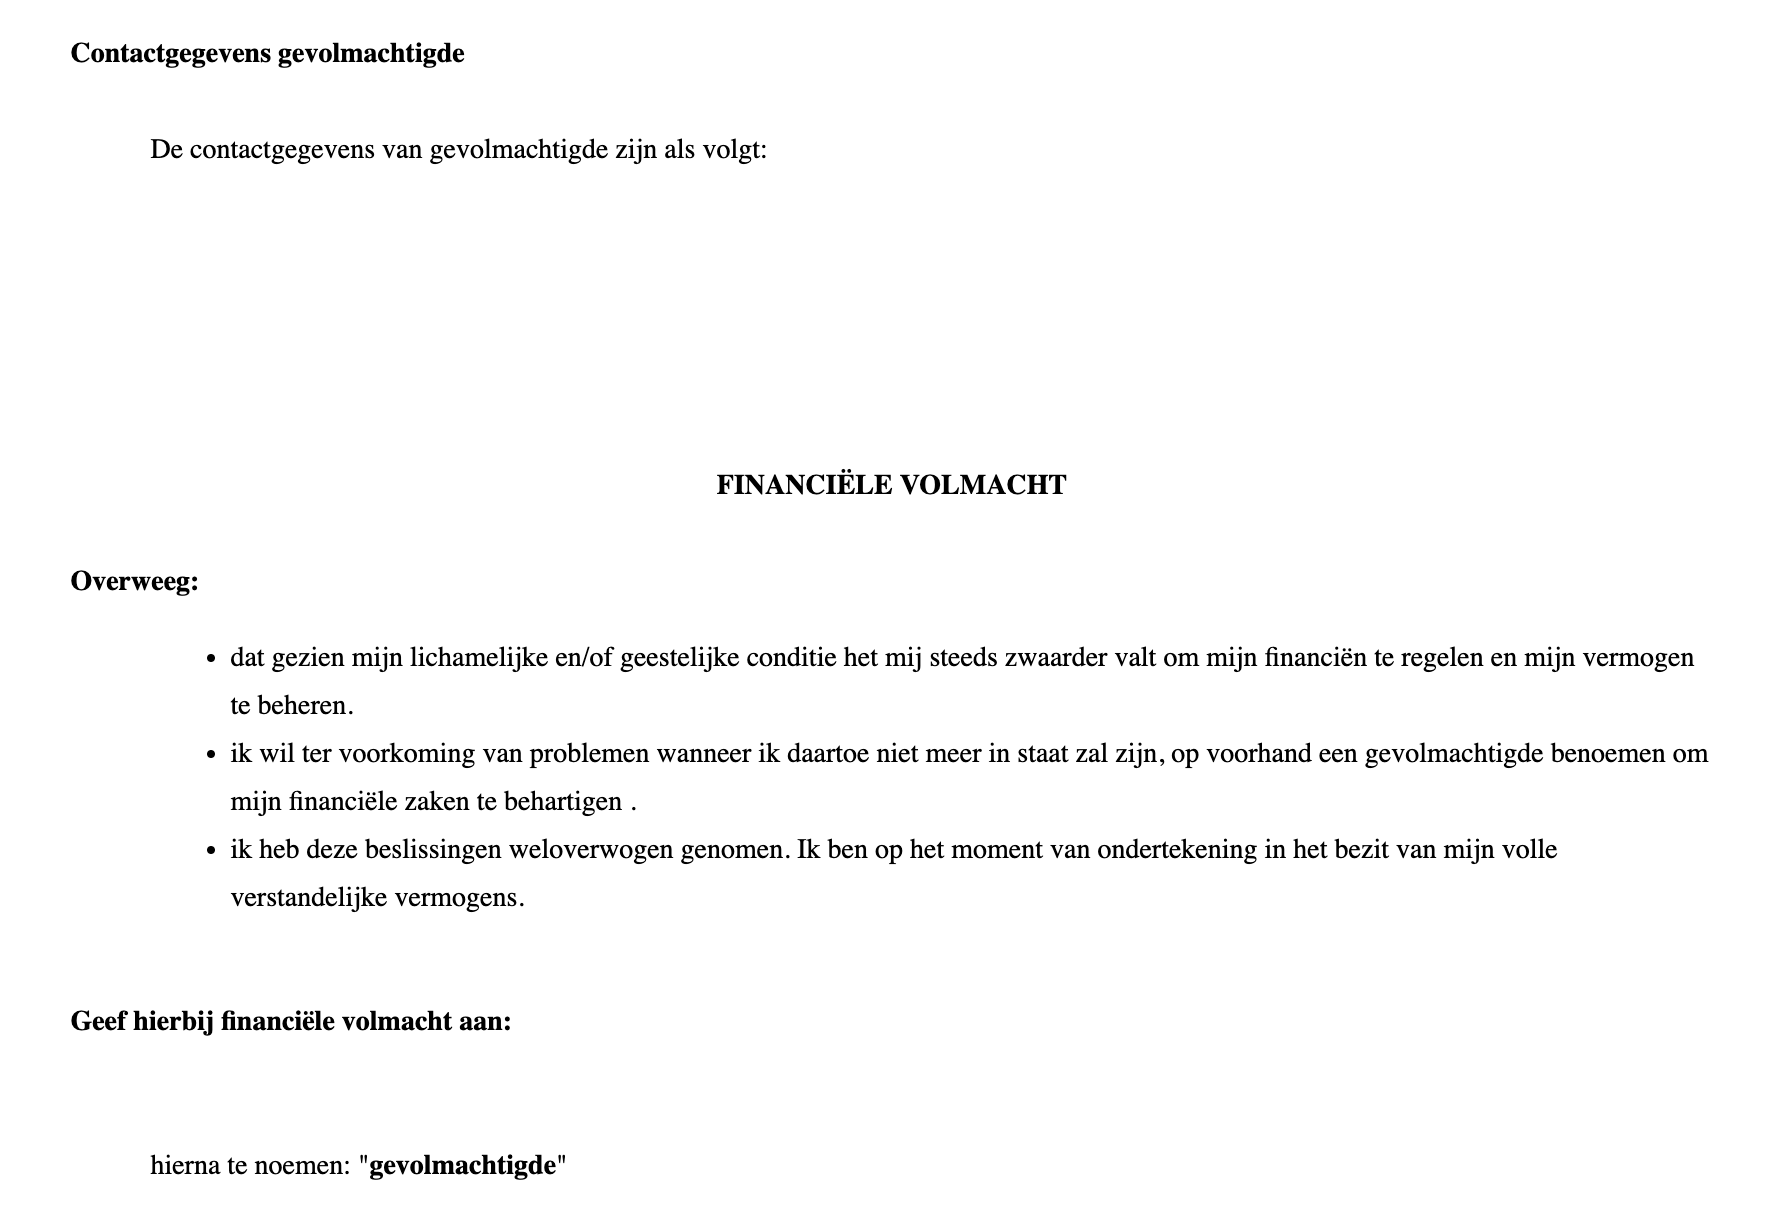 Contactgegevens gevolmachtigde
De contactgegevens van gevolmachtigde zijn als volgt:
FINANCIËLE VOLMACHT
Overweeg:
• dat gezien mijn lichamelijke en/of geestelijke conditie het mij steeds zwaarder valt om mijn financiën te regelen en mijn vermogen
te beheren.
• ik wil ter voorkoming van problemen wanneer ik daartoe niet meer in staat zal zijn, op voorhand een gevolmachtigde benoemen om
mijn financiële zaken te behartigen .
• ik heb deze beslissingen weloverwogen genomen. Ik ben op het moment van ondertekening in het bezit van mijn volle
verstandelijke vermogens.
Geef hierbij financiële volmacht aan:
hierna te noemen: "gevolmachtigde"